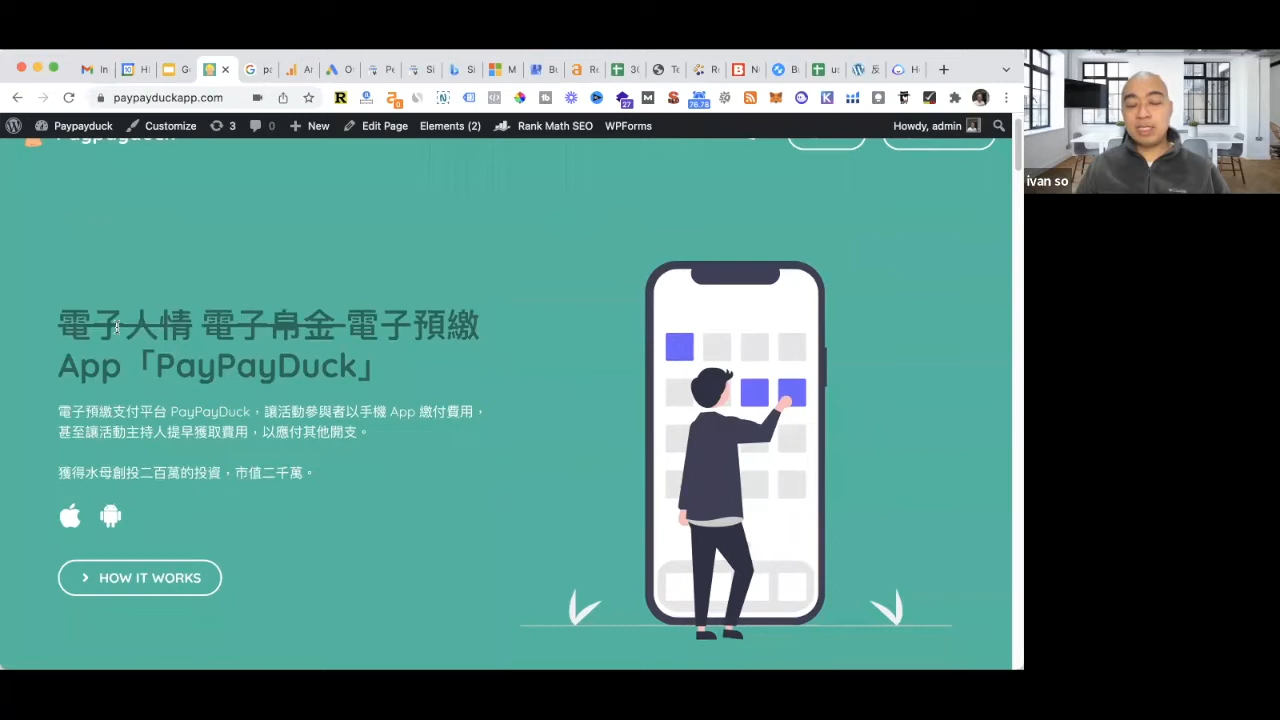 paypayduckapp.com
27
76.78
Paypayduck
Customize
3
0
New
Edit Page
Elements (2)
Rank Math SEO
WPForms
Howdy, admin
ivan so
電子人情 電子帛金 電子預繳
App「PayPayDuck」
電子預繳支付平台 PayPayDuck，讓活動參與者以手機 App 繳付費用，
甚至讓活動主持人提早獲取費用，以應付其他開支。
獲得水母創投二百萬的投資，市值二千萬。
HOW IT WORKS